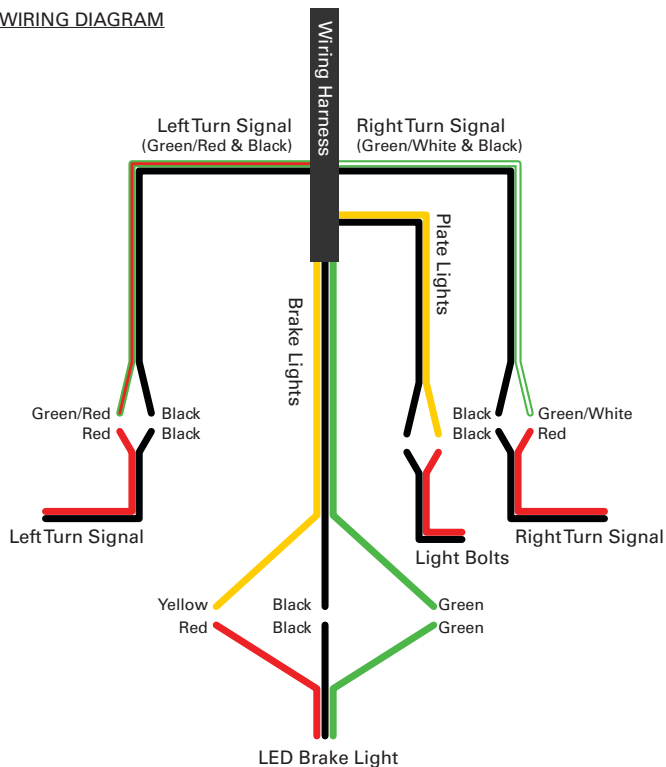 WIRING DIAGRAM
Wiring Harness
Left Turn Signal
(Green/Red & Black)
Right Turn Signal
(Green/White & Black)
Plate Lights
Brake Lights
Green/Red
Black
Red
Black
Black
Green/White
Black
Red
Left Turn Signal
Light Bolts
Right Turn Signal
Yellow
Black
Green
Red
Black
Green
LED Brake Light